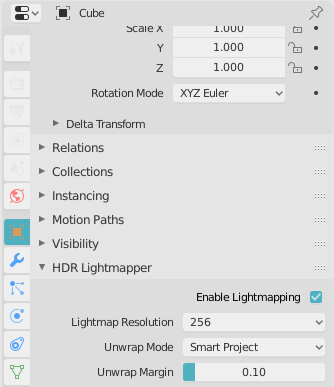 Cube
Scale X 1.000
Y 1.000
Z 1.000
Rotation Mode XYZ Euler
Delta Transform
Relations
Collections
Instancing
Motion Paths
Visibility
HDR Lightmapper
Enable Lightmapping
Lightmap Resolution 256
Unwrap Mode Smart Project
Unwrap Margin 0.10